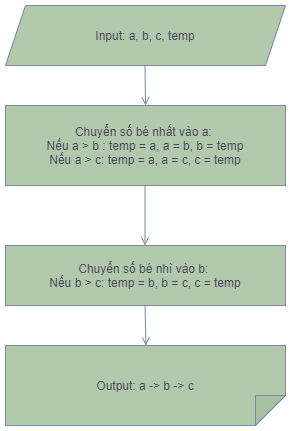 Input: a, b, c, temp
Chuyển số bé nhất vào a:
Nếu a > b : temp = a, a = b, b = temp
Nếu a > c: temp = a, a = c, c = temp
Chuyển số bé nhì vào b:
Nếu b > c: temp = b, b = c, c = temp
Output: a -> b -> c